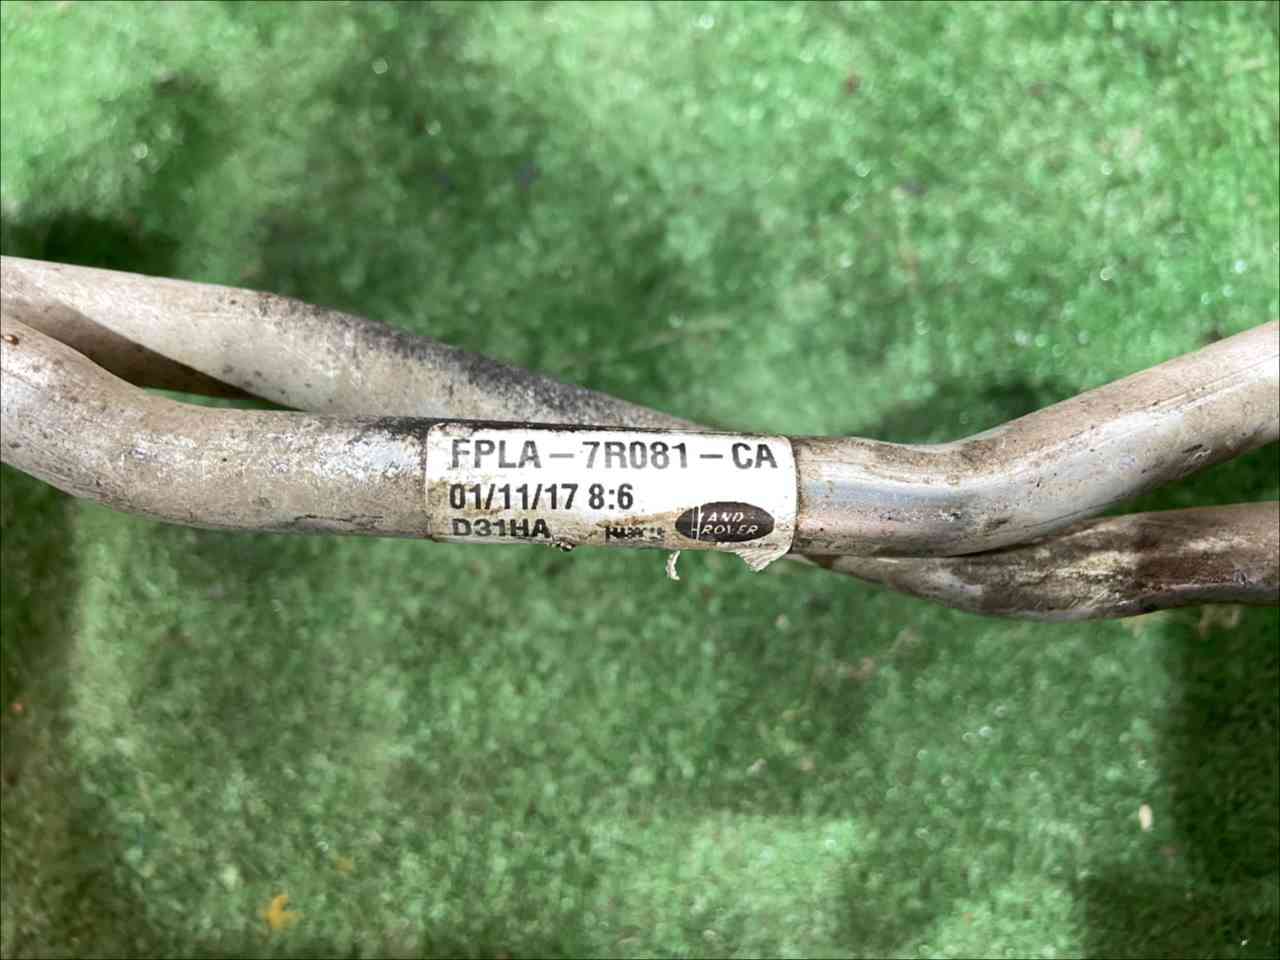 FPLA-7R081-CA
01/11/17 8:6
D31HA
LAND
ROVER